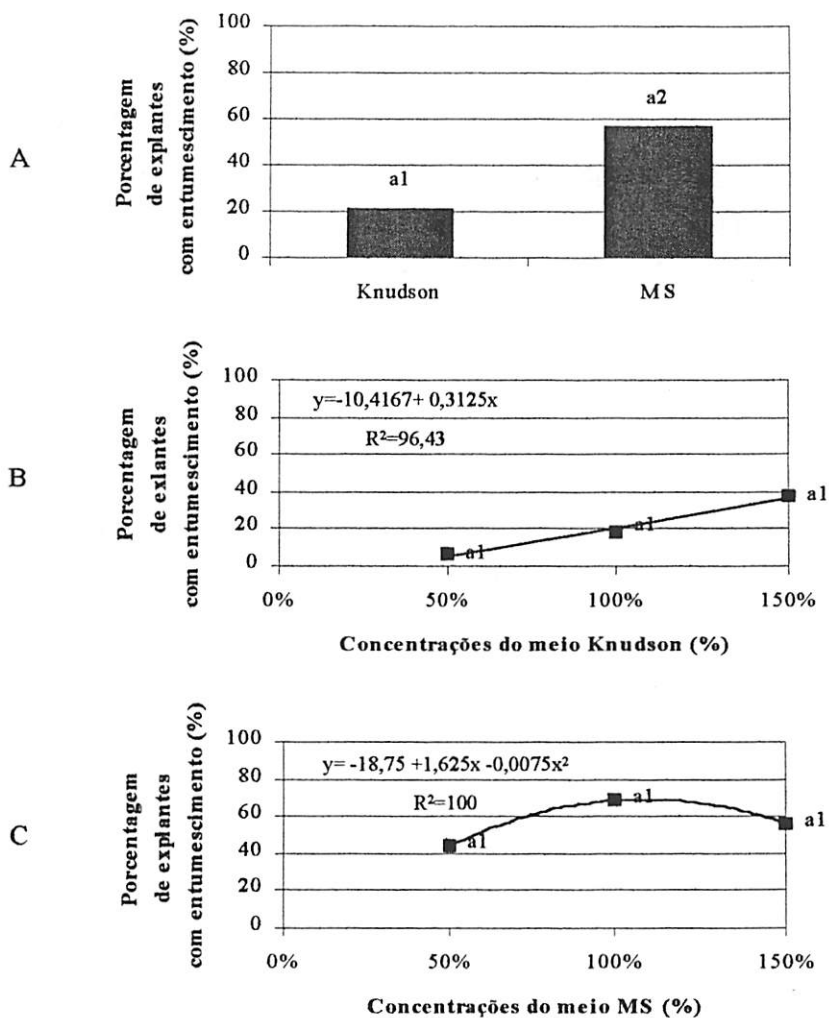 A
Porcentagem
de explantes
com entumescimento (%)
100
80
60
40
20
0
a1
a2
Knudson
MS
B
Porcentagem
de exlantes
com entumescimento (%)
100
80
60
40
20
0
y=-10,4167+ 0,3125x
R²=96,43
a1
a1
a1
0%
50%
100%
150%
Concentrações do meio Knudson (%)
C
Porcentagem
de explantes
com entumescimento (%)
100
80
60
40
20
0
y= -18,75 +1,625x -0,0075x²
R²=100
a1
a1
a1
0%
50%
100%
150%
Concentrações do meio MS (%)